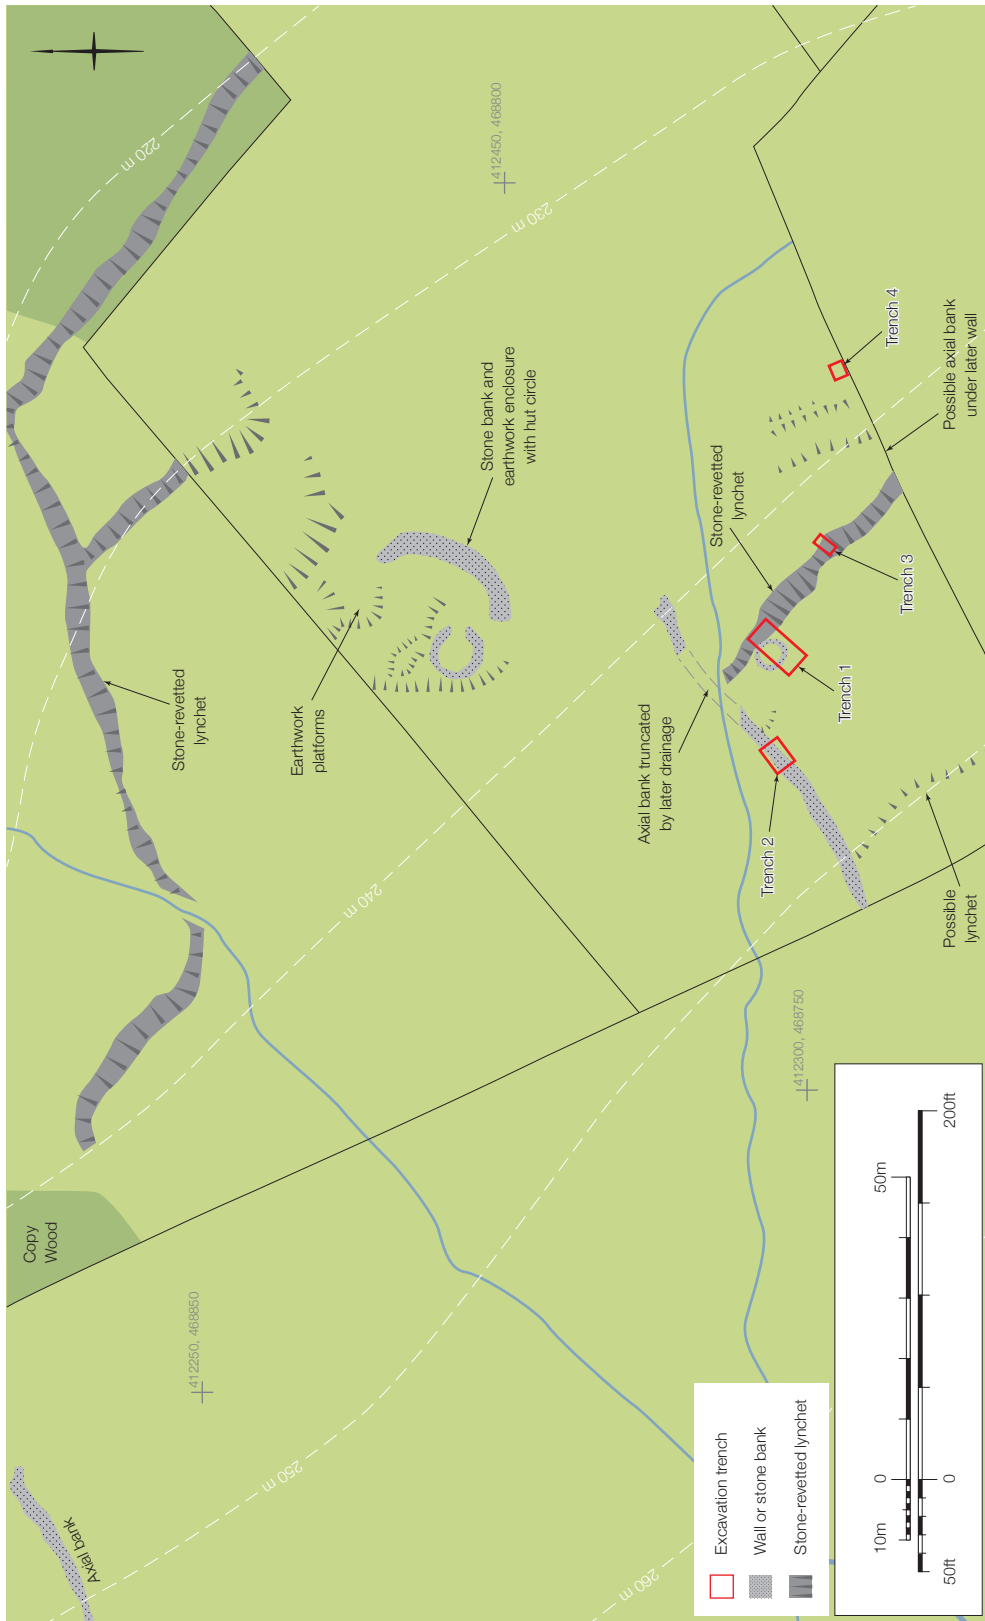 Copy
Wood
Axial bank
Stone-revetted
lynchet
220 m
230 m
240 m
250 m
260 m
412250, 468850
412450, 468800
412300, 468750
Earthwork
platforms
Stone bank and
earthwork enclosure
with hut circle
Axial bank truncated
by later drainage
Stone-revetted
lynchet
Trench 1
Trench 2
Trench 3
Trench 4
Possible axial bank
under later wall
Possible
lynchet
Excavation trench
Wall or stone bank
Stone-revetted lynchet
10m
0
50m
50ft
0
200ft